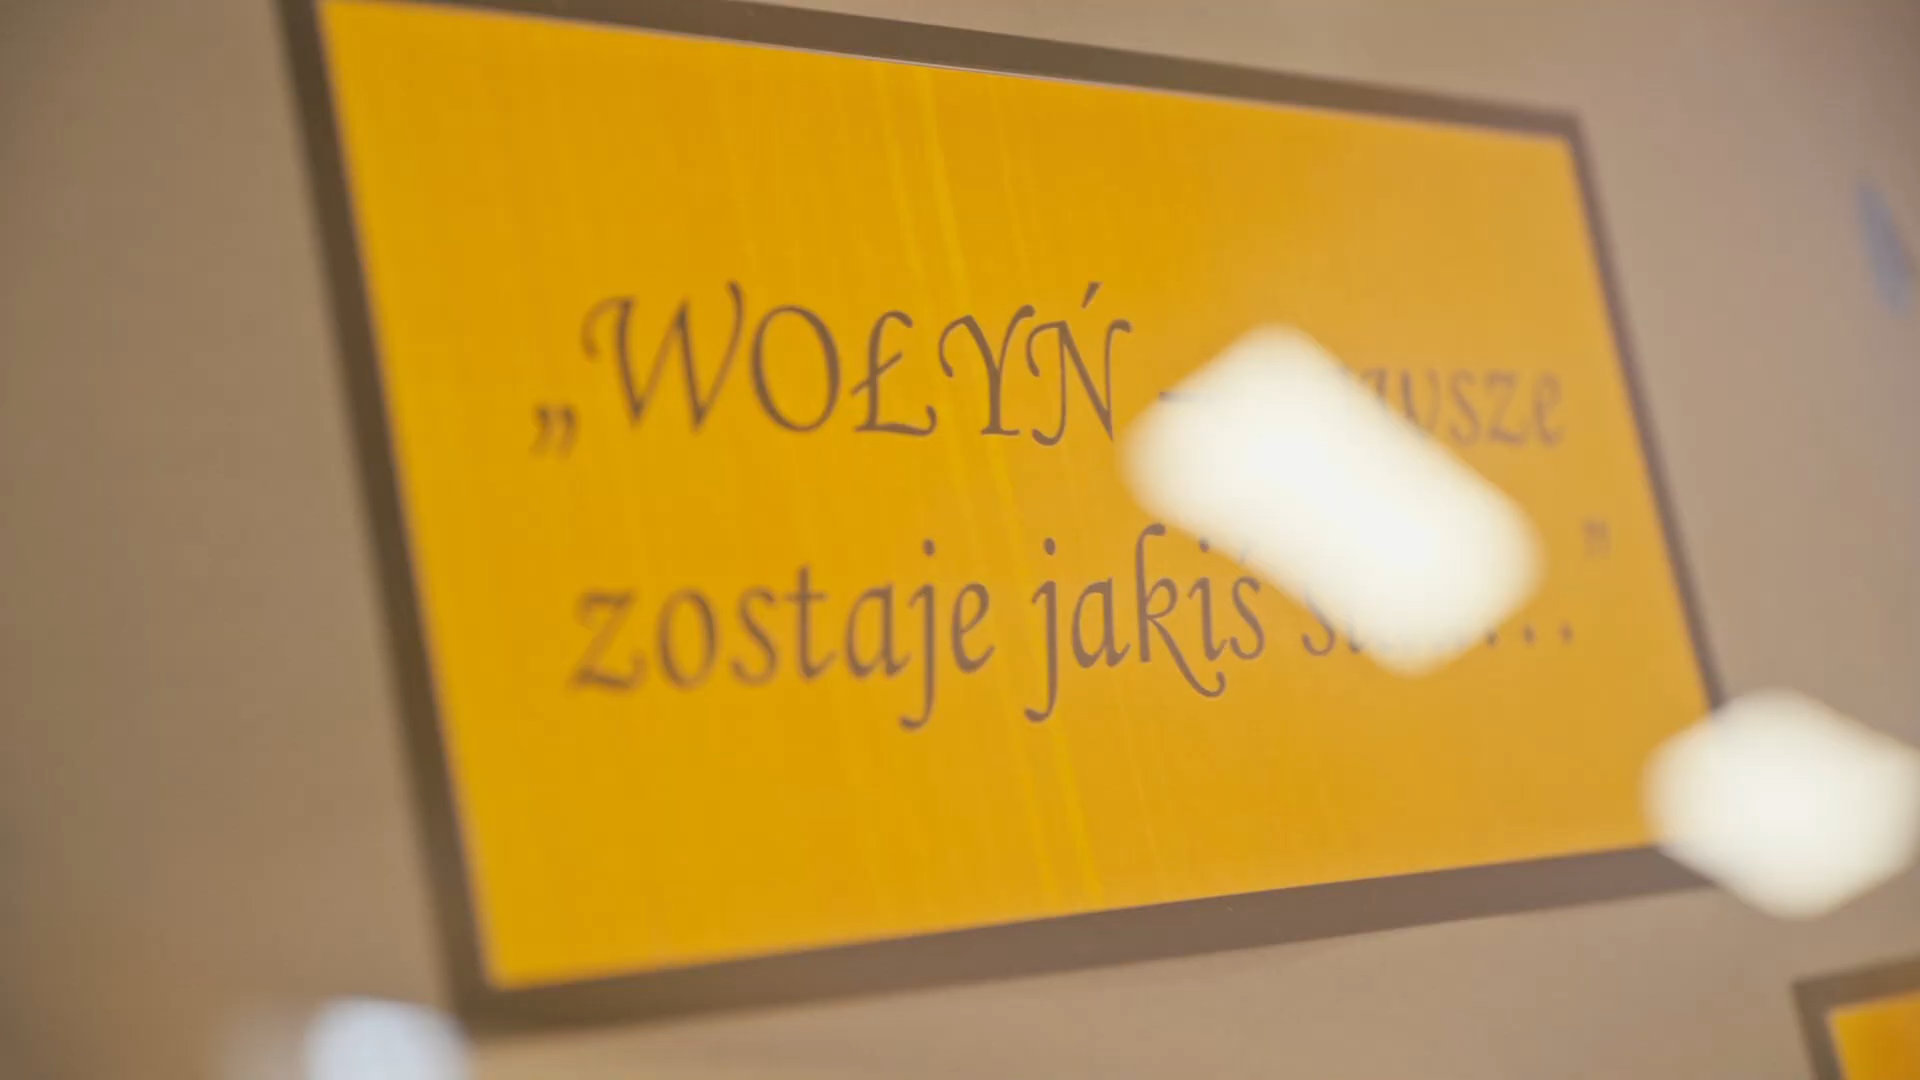 „WOŁYŃ –
zostaje jakiś ...”